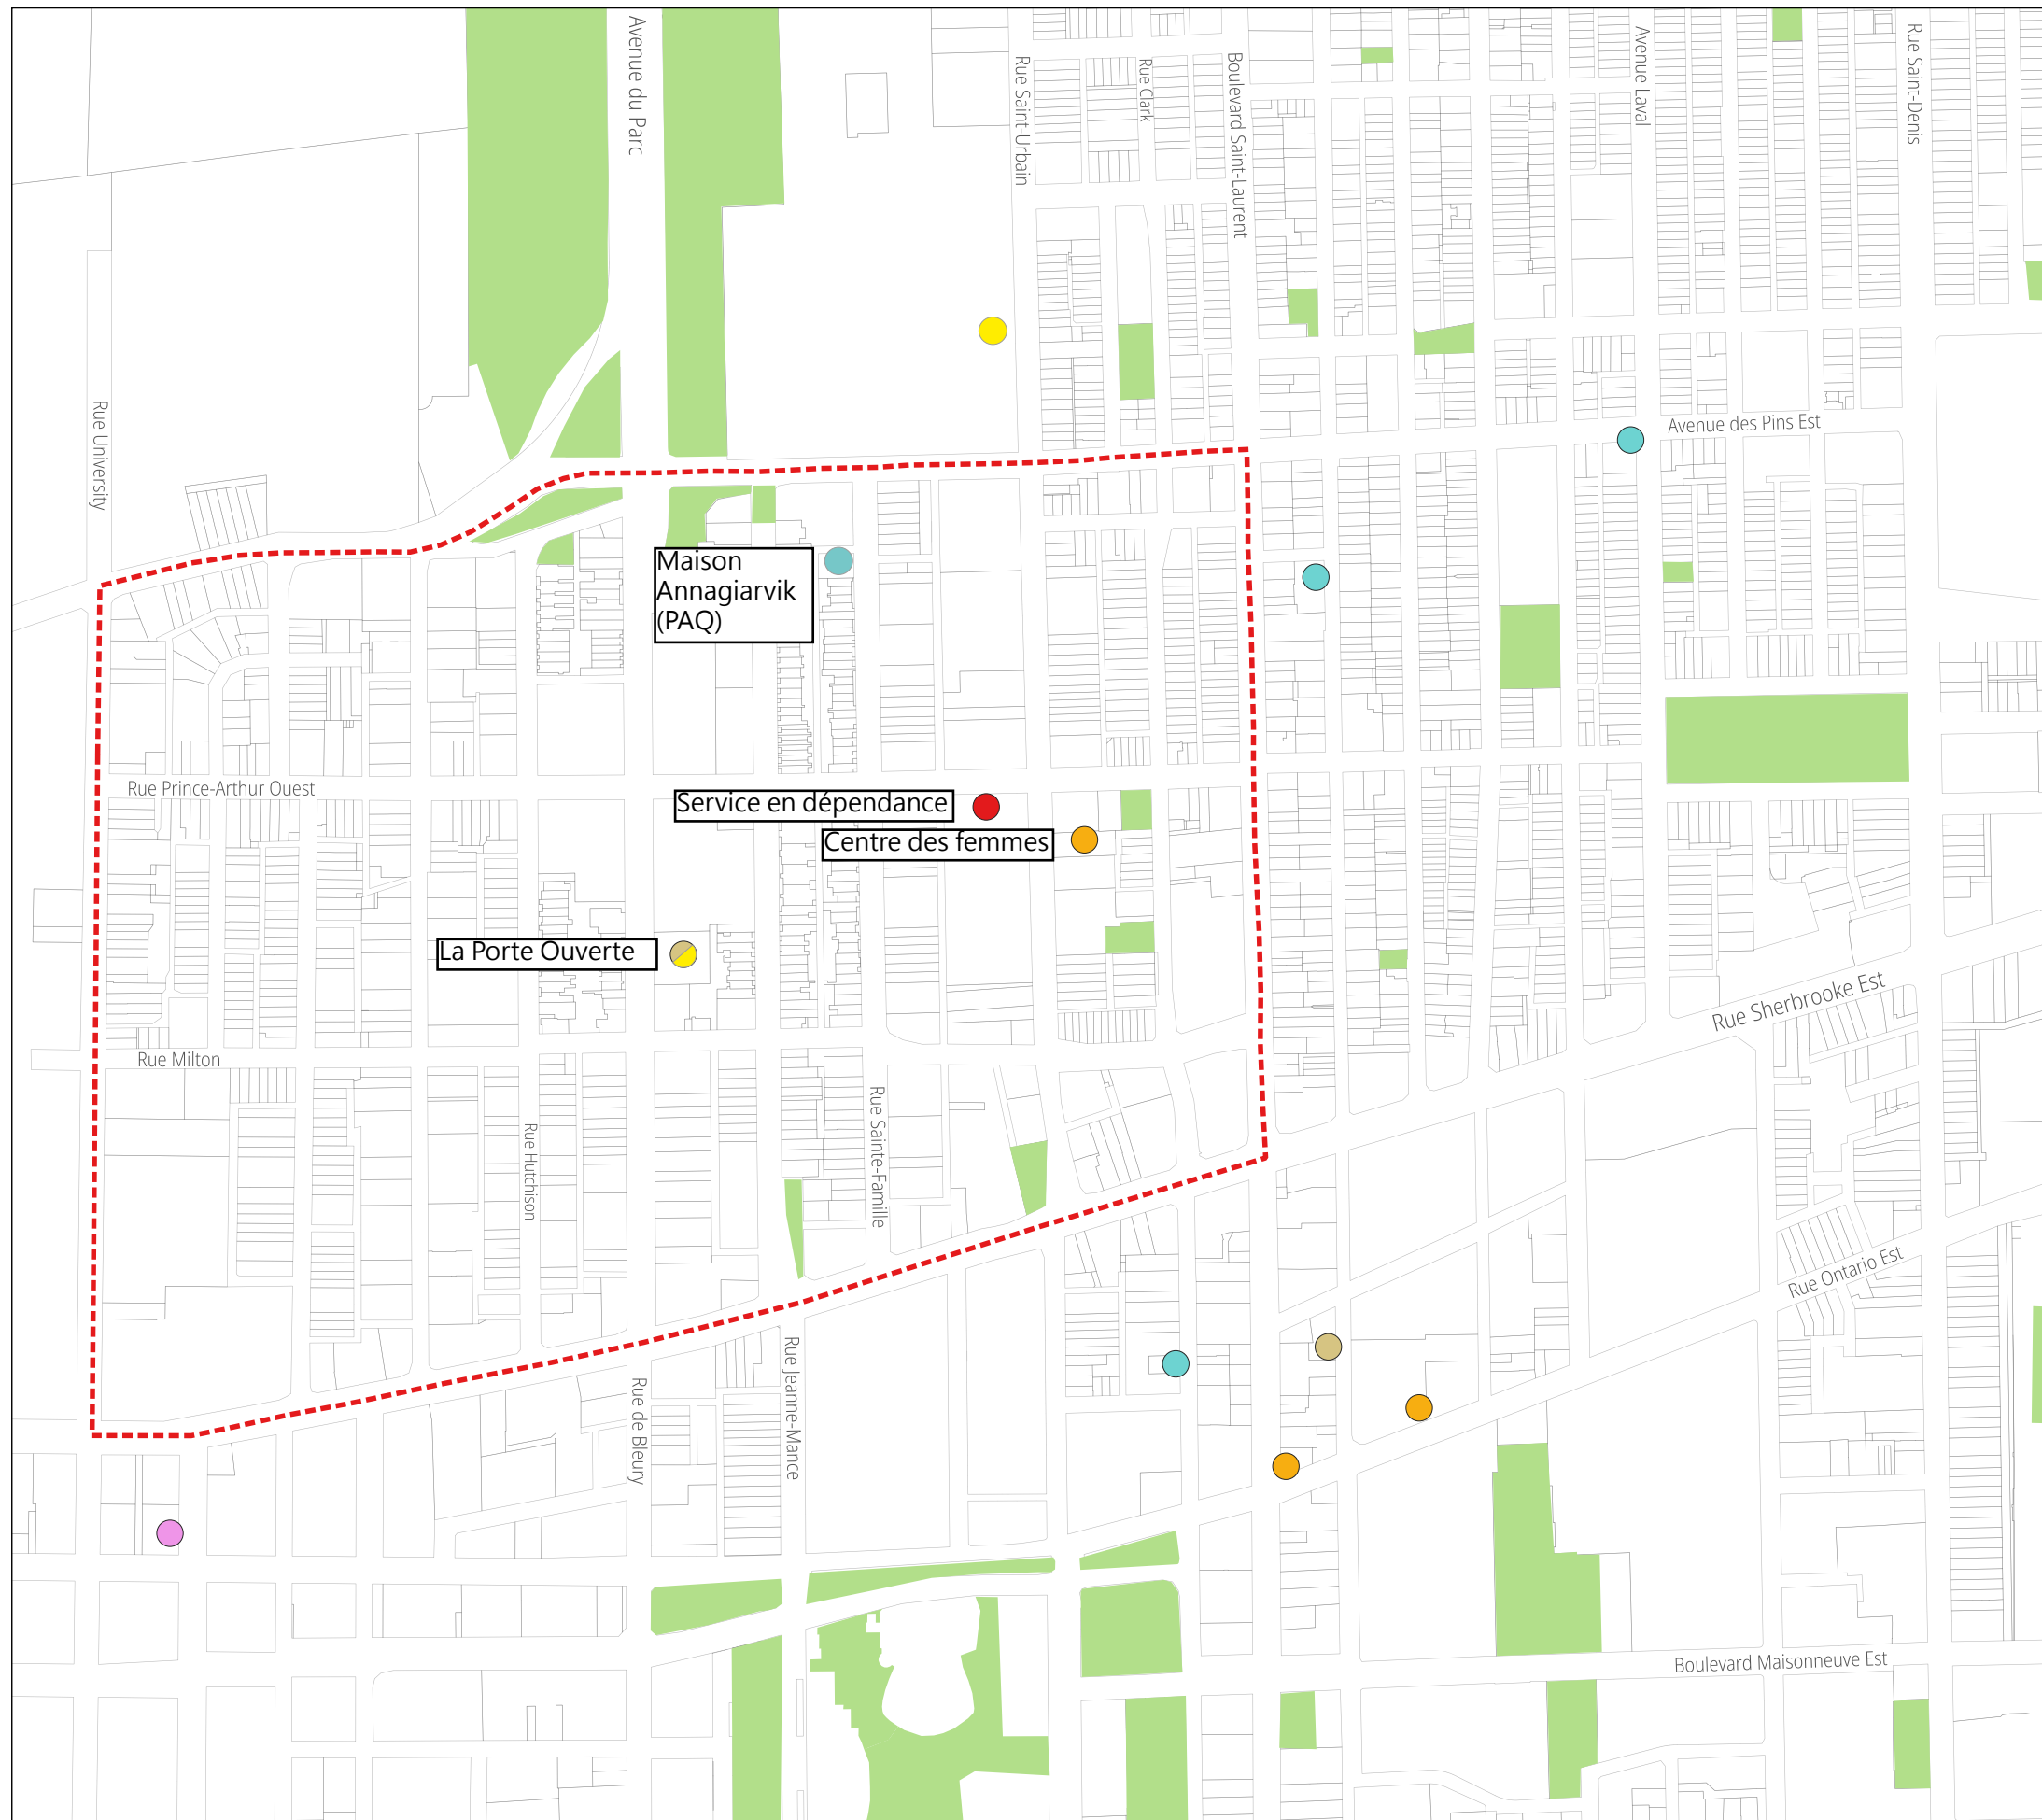 Avenue du Parc
Rue Saint-Urbain
Rue Clark
Boulevard Saint-Laurent
Avenue Laval
Rue Saint-Denis
Rue University
Avenue des Pins Est
Maison
Annagiarvik
(PAQ)
Rue Prince-Arthur Ouest
Service en dépendance
Centre des femmes
La Porte Ouverte
Rue Sherbrooke Est
Rue Milton
Rue Hutchison
Rue Sainte-Famille
Rue Ontario Est
Rue de Bleury
Rue Jeanne-Mance
Boulevard Maisonneuve Est